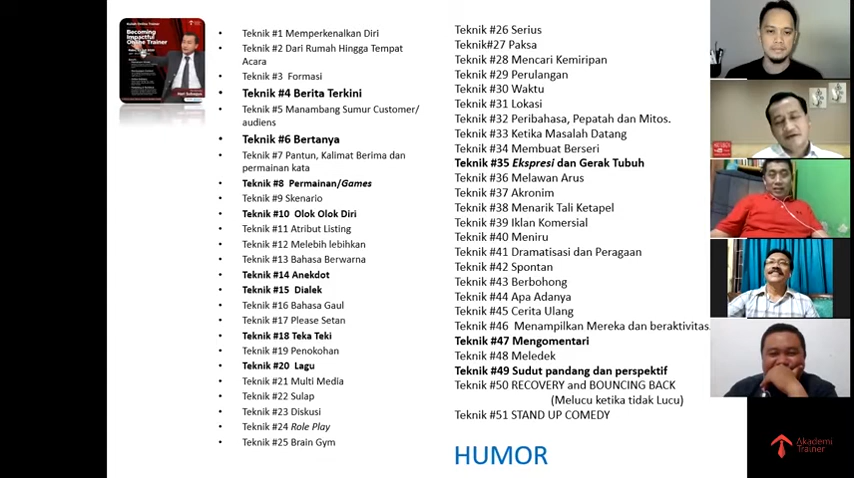 Kuliah Online Trainer
Becoming
Impactful
Online Trainer
Teknik #1 Memperkenalkan Diri
Teknik #2 Dari Rumah Hingga Tempat
Acara
Teknik #3 Formasi
Teknik #4 Berita Terkini
Teknik #5 Manambang Sumur Customer/
audiens
Teknik #6 Bertanya
Teknik #7 Pantun, Kalimat Berima dan
permainan kata
Teknik #8 Permainan/Games
Teknik #9 Skenario
Teknik #10 Olok Olok Diri
Teknik #11 Atribut Listing
Teknik #12 Melebih lebihkan
Teknik #13 Bahasa Berwarna
Teknik #14 Anekdot
Teknik #15 Dialek
Teknik #16 Bahasa Gaul
Teknik #17 Please Setan
Teknik #18 Teka Teki
Teknik #19 Penokohan
Teknik #20 Lagu
Teknik #21 Multi Media
Teknik #22 Sulap
Teknik #23 Diskusi
Teknik #24 Role Play
Teknik #25 Brain Gym
Teknik #26 Serius
Teknik#27 Paksa
Teknik #28 Mencari Kemiripan
Teknik #29 Perulangan
Teknik #30 Waktu
Teknik #31 Lokasi
Teknik #32 Peribahasa, Pepatah dan Mitos.
Teknik #33 Ketika Masalah Datang
Teknik #34 Membuat Berseri
Teknik #35 Ekspresi dan Gerak Tubuh
Teknik #36 Melawan Arus
Teknik #37 Akronim
Teknik #38 Menarik Tali Ketapel
Teknik #39 Iklan Komersial
Teknik #40 Meniru
Teknik #41 Dramatisasi dan Peragaan
Teknik #42 Spontan
Teknik #43 Berbohong
Teknik #44 Apa Adanya
Teknik #45 Cerita Ulang
Teknik #46 Menampilkan Mereka dan beraktivitas
Teknik #47 Mengomentari
Teknik #48 Meledek
Teknik #49 Sudut pandang dan perspektif
Teknik #50 RECOVERY and BOUNCING BACK
(Melucu ketika tidak Lucu)
Teknik #51 STAND UP COMEDY
HUMOR
Akademi
Trainer